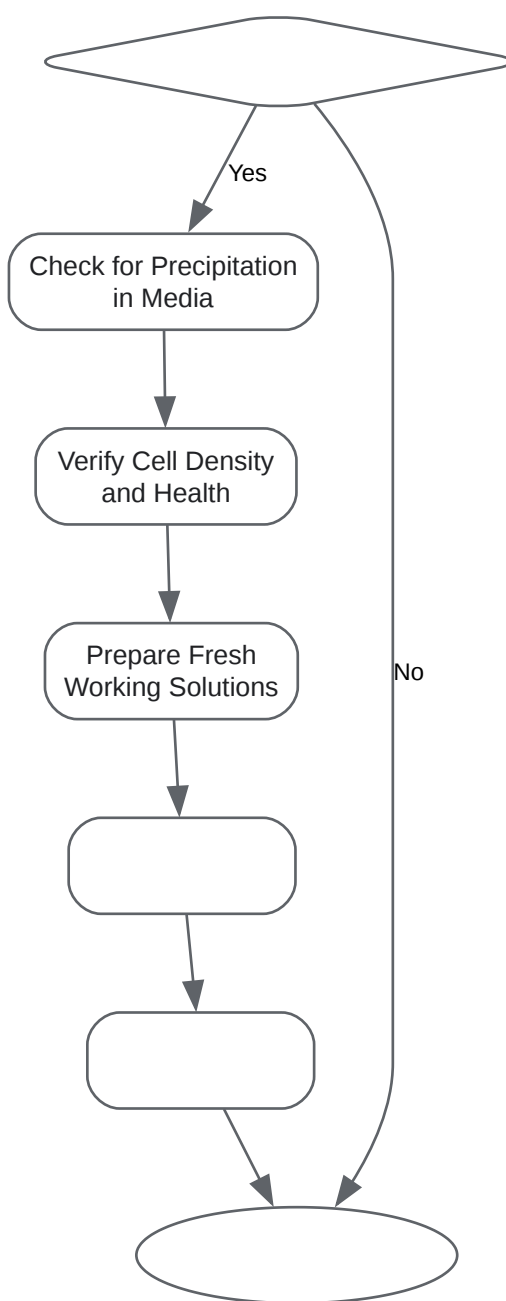 Yes
Check for Precipitation
in Media
Verify Cell Density
and Health
Prepare Fresh
Working Solutions
No